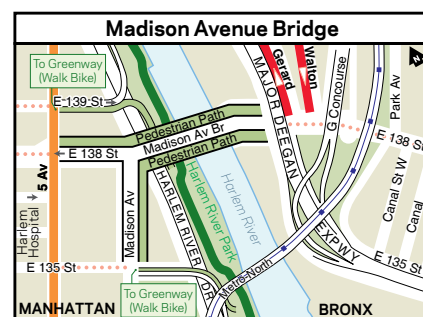 Madison Avenue Bridge
To Greenway
(Walk Bike)
E 139 St
Pedestrian Path
Madison Av Br
Pedestrian Path
E 138 St
5 Av
Harlem
Hospital
Madison Av
HARLEM RIVER DR
Harlem River Park
Harlem River
MAJOR DEEGAN
EXPWY
Gerard
Walton
G Concourse
Park Av
E 138 St
Canal St W
Canal St
E 135 St
E 135 St
To Greenway
(Walk Bike)
Metro-North
MANHATTAN
BRONX
N